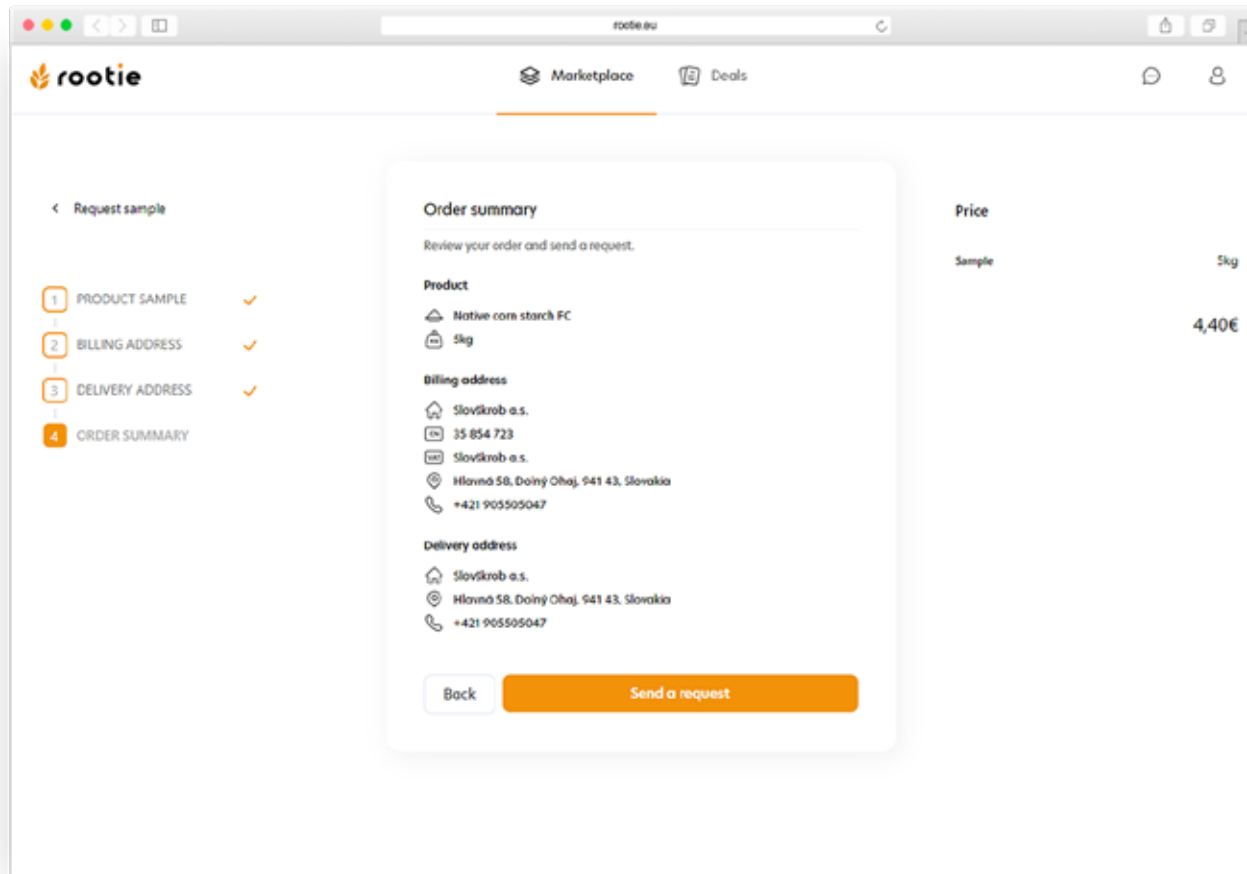 rootie.eu
rootie
Marketplace
Deals
Request sample
1 PRODUCT SAMPLE
2 BILLING ADDRESS
3 DELIVERY ADDRESS
4 ORDER SUMMARY
Order summary
Review your order and send a request.
Product
Native corn starch FC
5kg
Billing address
Slovškrob a.s.
35 854 723
VAT Slovškrob a.s.
Hlavná 58, Dolný Ohaj, 941 43, Slovakia
+421 905505047
Delivery address
Slovškrob a.s.
Hlavná 58, Dolný Ohaj, 941 43, Slovakia
+421 905505047
Back
Send a request
Price
Sample 5kg
4,40€